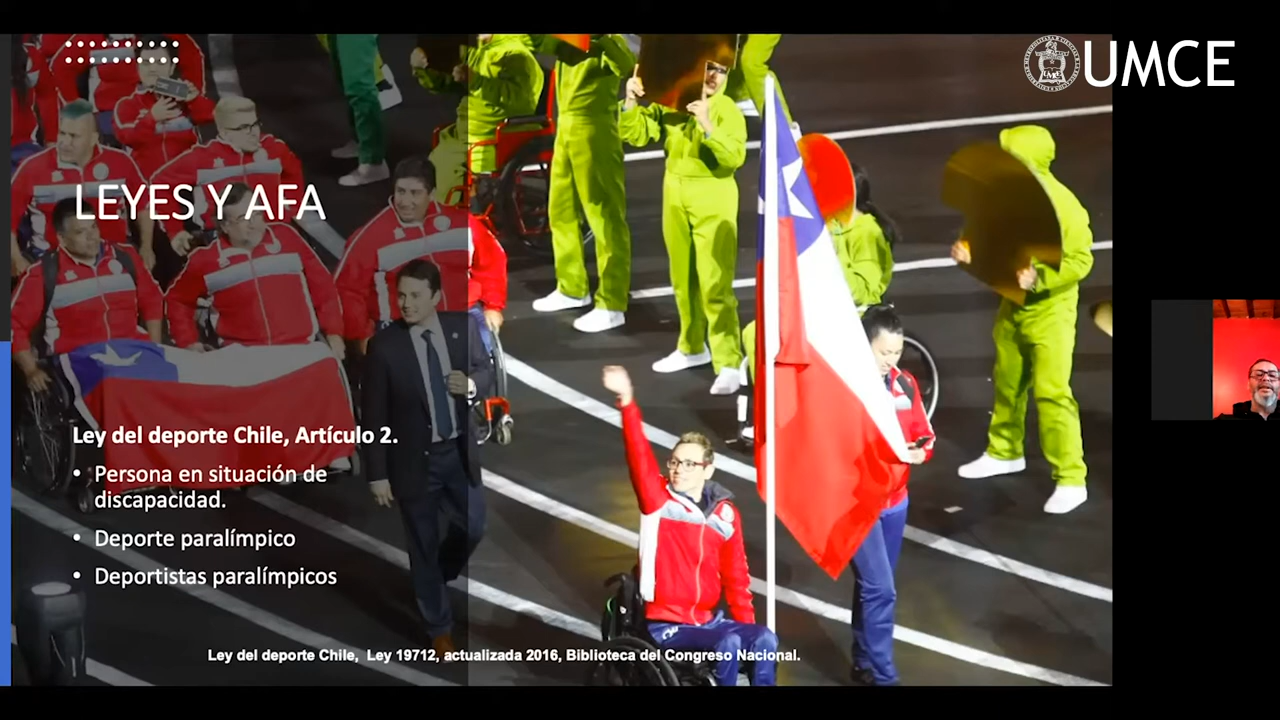 UMCE
LEYES Y AFA
Ley del deporte Chile, Artículo 2.
• Persona en situación de
discapacidad.
• Deporte paralímpico
• Deportistas paralímpicos
Ley del deporte Chile, Ley 19712, actualizada 2016, Biblioteca del Congreso Nacional.